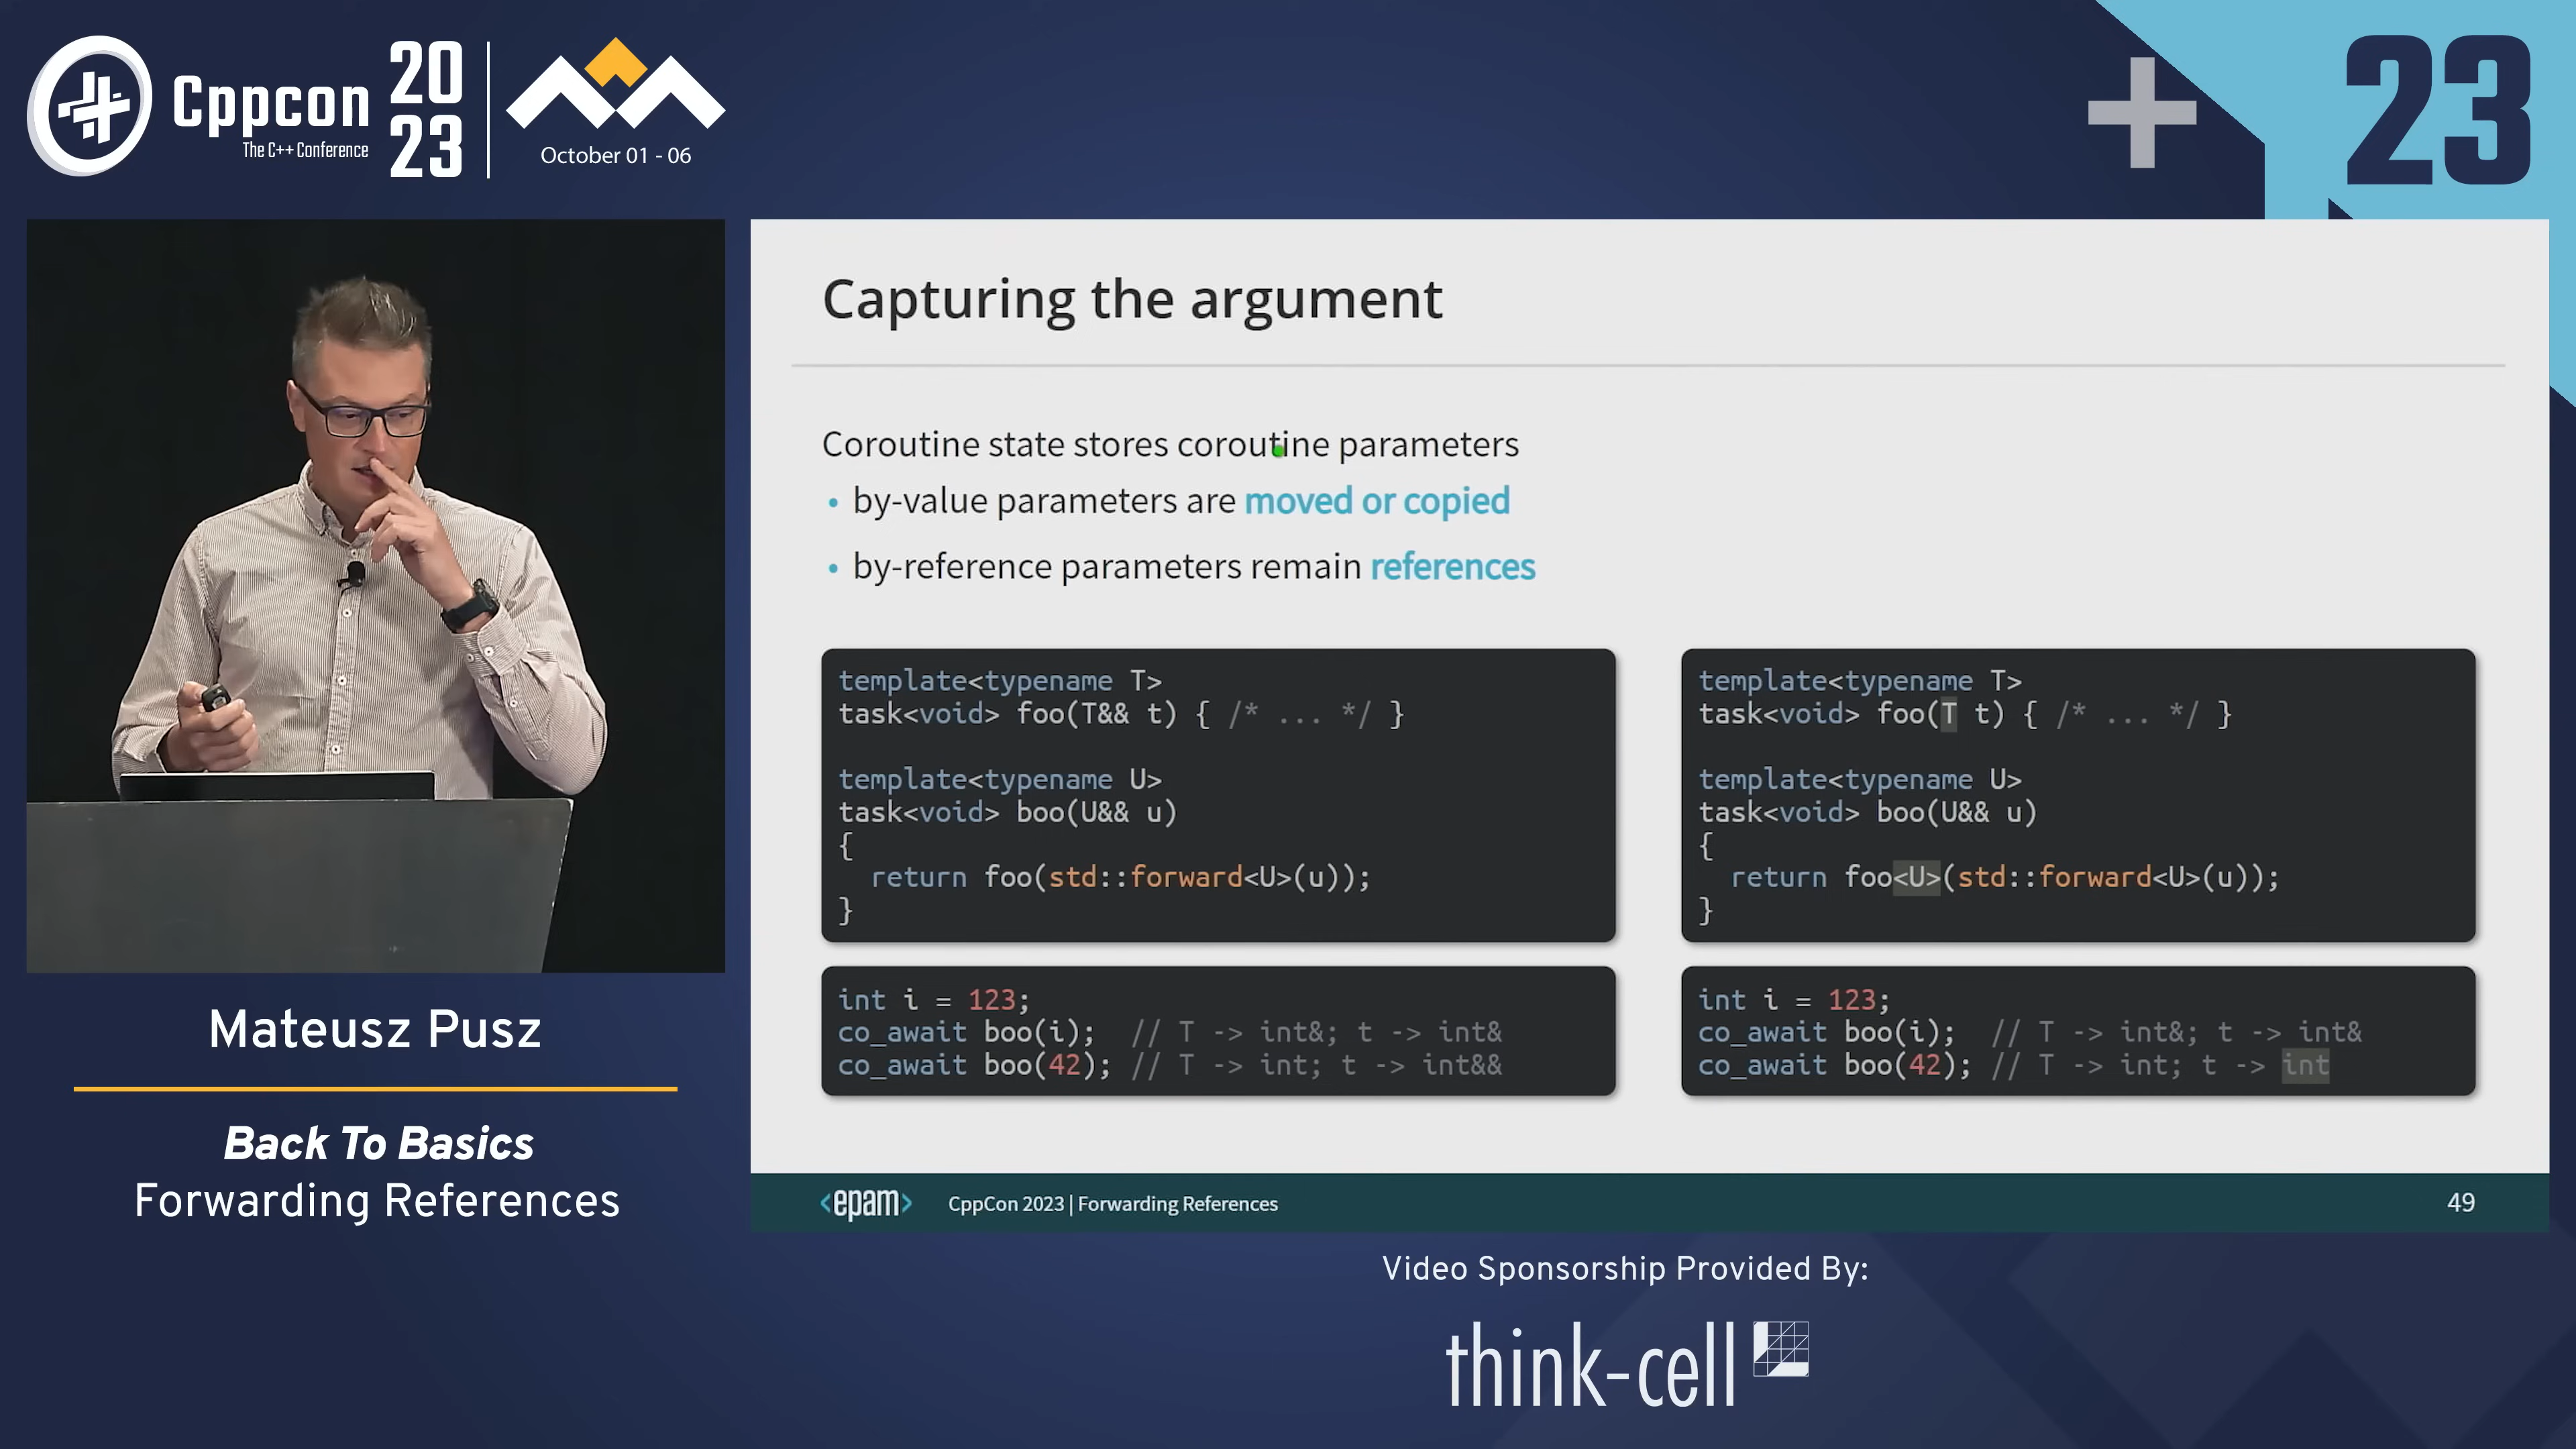 Cppcon
The C++ Conference
20
23
October 01 - 06
23
Capturing the argument
Coroutine state stores coroutine parameters
• by-value parameters are moved or copied
• by-reference parameters remain references
template<typename T>
task<void> foo(T&& t) { /* ... */ }
template<typename U>
task<void> boo(U&& u)
{
  return foo(std::forward<U>(u));
}
int i = 123;
co_await boo(i);  // T -> int&; t -> int&
co_await boo(42); // T -> int; t -> int&&
template<typename T>
task<void> foo(T t) { /* ... */ }
template<typename U>
task<void> boo(U&& u)
{
  return foo<U>(std::forward<U>(u));
}
int i = 123;
co_await boo(i);  // T -> int&; t -> int&
co_await boo(42); // T -> int; t -> int
<epam>
CppCon 2023 | Forwarding References
49
Mateusz Pusz
Back To Basics
Forwarding References
Video Sponsorship Provided By:
think-cell